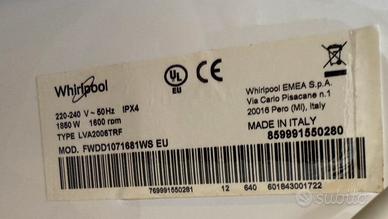 Whirlpool
UL
EU
CE
220-240 V ~ 50Hz IPX4
1850 W 1600 rpm
TYPE LVA2006TRF
MOD. FWDD1071681WS EU
Whirlpool EMEA S.p.A.
Via Carlo Pisacane n.1
20016 Pero (MI), Italy
MADE IN ITALY
859991550280
769991550281 12 640 601843001722
subito